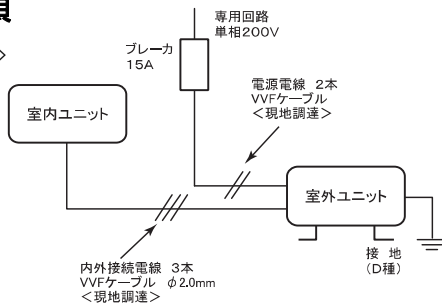 専用回路
単相200V
ブレーカ
15A
電源電線 2本
VVFケーブル
<現地調達>
室内ユニット
室外ユニット
接 地
(D種)
内外接続電線 3本
VVFケーブル φ2.0mm
<現地調達>